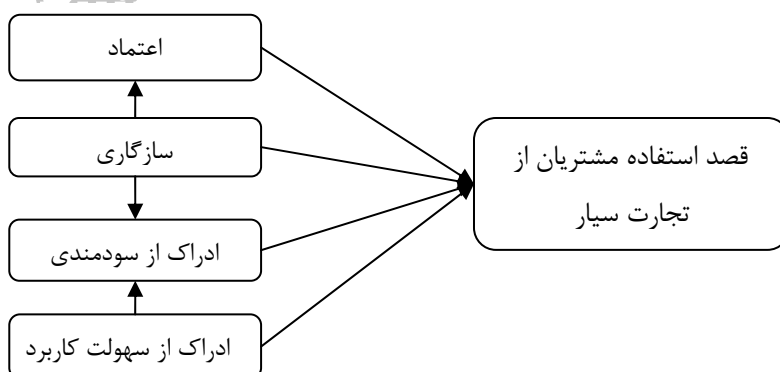 اعتماد
سازگاری
ادراک از سودمندی
ادراک از سهولت کاربرد
قصد استفاده مشتریان از
تجارت سیار